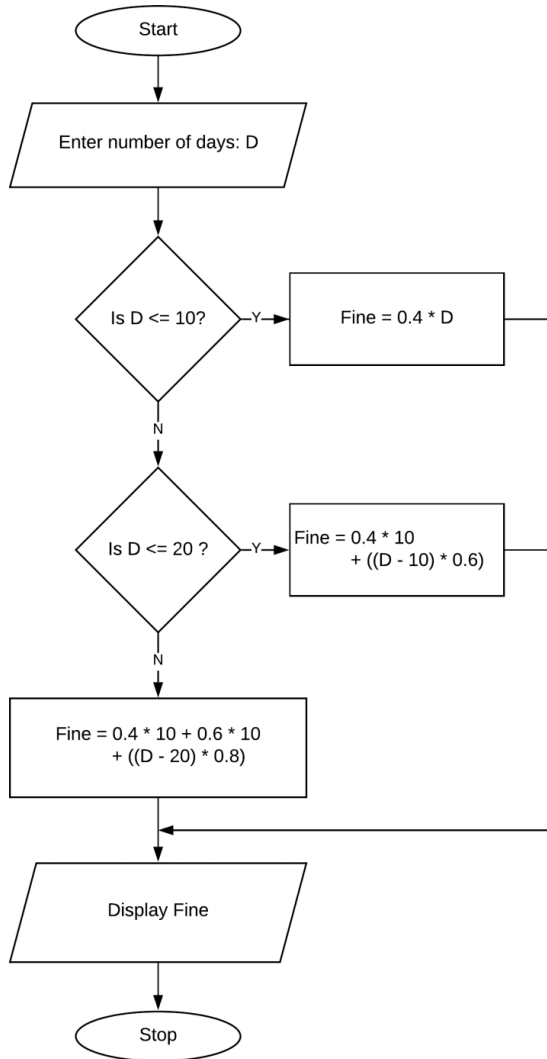 Start
Enter number of days: D
Is D <= 10?
Y
Fine = 0.4 * D
N
Is D <= 20 ?
Y
Fine = 0.4 * 10
+ ((D - 10) * 0.6)
N
Fine = 0.4 * 10 + 0.6 * 10
+ ((D - 20) * 0.8)
Display Fine
Stop